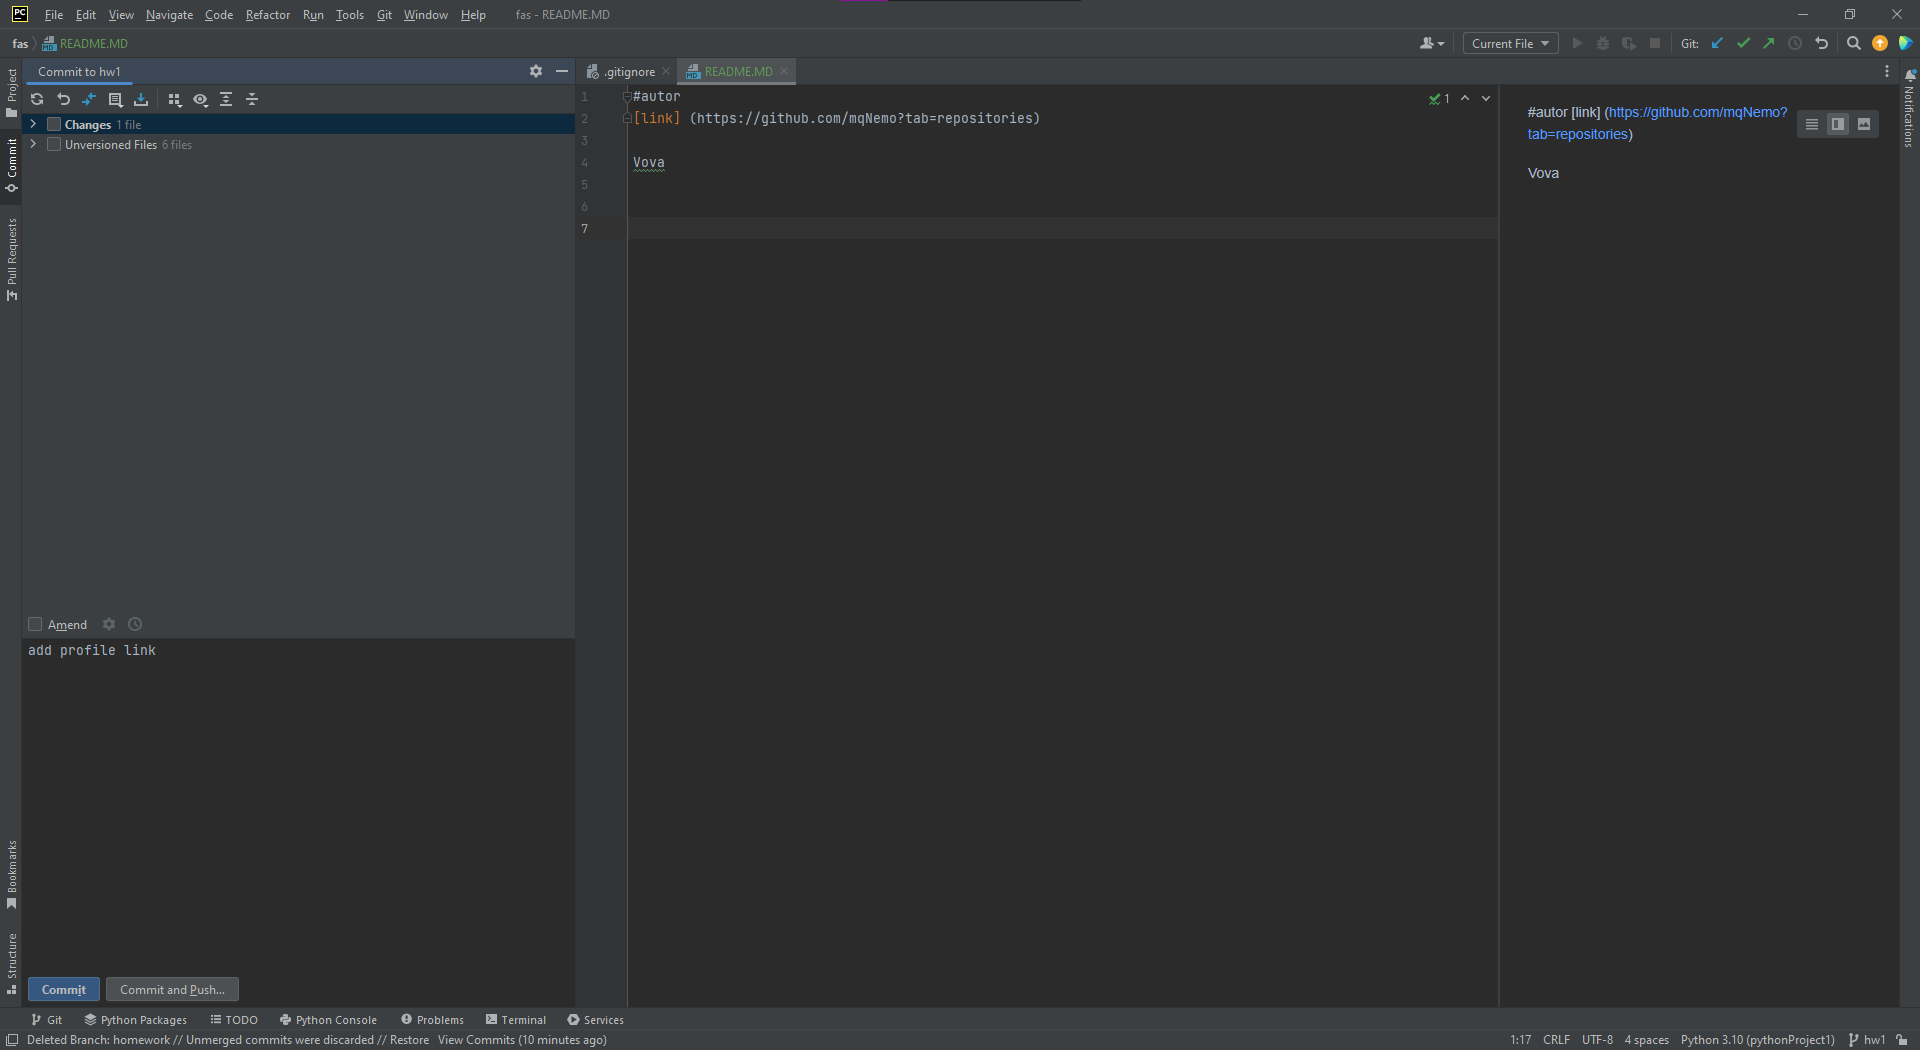 PC File Edit View Navigate Code Refactor Run Tools Git Window Help fas - README.MD
fas README.MD Current File Git:
Commit to hw1
.gitignore README.MD
Project
Commit
Pull Requests
Bookmarks
Structure
Changes 1 file
Unversioned Files 6 files
Amend
add profile link
Commit Commit and Push...
1 #autor
2 [link] (https://github.com/mqNemo?tab=repositories)
3
4 Vova
5
6
7
1
#autor [link] (https://github.com/mqNemo?
tab=repositories)
Vova
Notifications
Git Python Packages TODO Python Console Problems Terminal Services
Deleted Branch: homework // Unmerged commits were discarded // Restore View Commits (10 minutes ago) 1:17 CRLF UTF-8 4 spaces Python 3.10 (pythonProject1) hw1